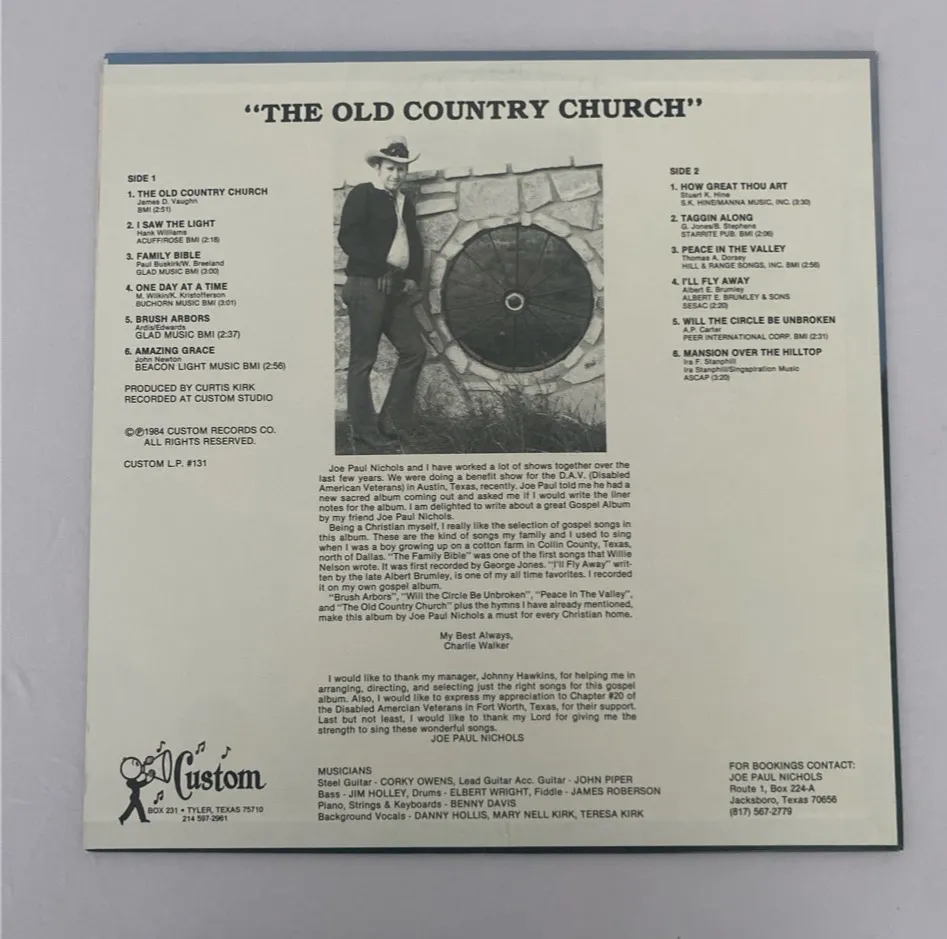 "THE OLD COUNTRY CHURCH"
SIDE 1
1. THE OLD COUNTRY CHURCH
James D. Vaughn
BMI (2:51)
2. I SAW THE LIGHT
Hank Williams
ACUFF/ROSE BMI (2:18)
3. FAMILY BIBLE
Paul Buskirk/W. Breeland
GLAD MUSIC BMI (3:00)
4. ONE DAY AT A TIME
M. Wilkin/K. Kristofferson
BUCHORN MUSIC BMI (3:01)
5. BRUSH ARBORS
Ardis/Edwards
GLAD MUSIC BMI (2:37)
6. AMAZING GRACE
John Newton
BEACON LIGHT MUSIC BMI (2:56)
PRODUCED BY CURTIS KIRK
RECORDED AT CUSTOM STUDIO
©℗1984 CUSTOM RECORDS CO.
ALL RIGHTS RESERVED.
CUSTOM L.P. #131
SIDE 2
1. HOW GREAT THOU ART
Stuart K. Hine
S.K. HINE/MANNA MUSIC, INC. (3:30)
2. TAGGIN ALONG
G. Jones/B. Stephens
STARRITE PUB. BMI (2:06)
3. PEACE IN THE VALLEY
Thomas A. Dorsey
HILL & RANGE SONGS, INC. BMI (2:56)
4. I'LL FLY AWAY
Albert E. Brumley
ALBERT E. BRUMLEY & SONS
SESAC (2:20)
5. WILL THE CIRCLE BE UNBROKEN
A.P. Carter
PEER INTERNATIONAL CORP. BMI (2:31)
6. MANSION OVER THE HILLTOP
Ira F. Stanphill
Ira Stanphill/Singspiration Music
ASCAP (3:20)
Joe Paul Nichols and I have worked a lot of shows together over the
last few years. We were doing a benefit show for the D.A.V. (Disabled
American Veterans) in Austin, Texas, recently. Joe Paul told me he had a
new sacred album coming out and asked me if I would write the liner
notes for the album. I am delighted to write about a great Gospel Album
by my friend Joe Paul Nichols.
Being a Christian myself, I really like the selection of gospel songs in
this album. These are the kind of songs my family and I used to sing
when I was a boy growing up on a cotton farm in Collin County, Texas,
north of Dallas. "The Family Bible" was one of the first songs that Willie
Nelson wrote. It was first recorded by George Jones. "I'll Fly Away" writ-
ten by the late Albert Brumley, is one of my all time favorites. I recorded
it on my own gospel album.
"Brush Arbors", "Will the Circle Be Unbroken", "Peace In The Valley",
and "The Old Country Church" plus the hymns I have already mentioned,
make this album by Joe Paul Nichols a must for every Christian home.
My Best Always,
Charlie Walker
I would like to thank my manager, Johnny Hawkins, for helping me in
arranging, directing, and selecting just the right songs for this gospel
album. Also, I would like to express my appreciation to Chapter #20 of
the Disabled Amercian Veterans in Fort Worth, Texas, for their support.
Last but not least, I would like to thank my Lord for giving me the
strength to sing these wonderful songs.
JOE PAUL NICHOLS
Custom
BOX 231 • TYLER, TEXAS 75710
214 597-2961
MUSICIANS
Steel Guitar - CORKY OWENS, Lead Guitar Acc. Guitar - JOHN PIPER
Bass - JIM HOLLEY, Drums - ELBERT WRIGHT, Fiddle - JAMES ROBERSON
Piano, Strings & Keyboards - BENNY DAVIS
Background Vocals - DANNY HOLLIS, MARY NELL KIRK, TERESA KIRK
FOR BOOKINGS CONTACT:
JOE PAUL NICHOLS
Route 1, Box 224-A
Jacksboro, Texas 70656
(817) 567-2779